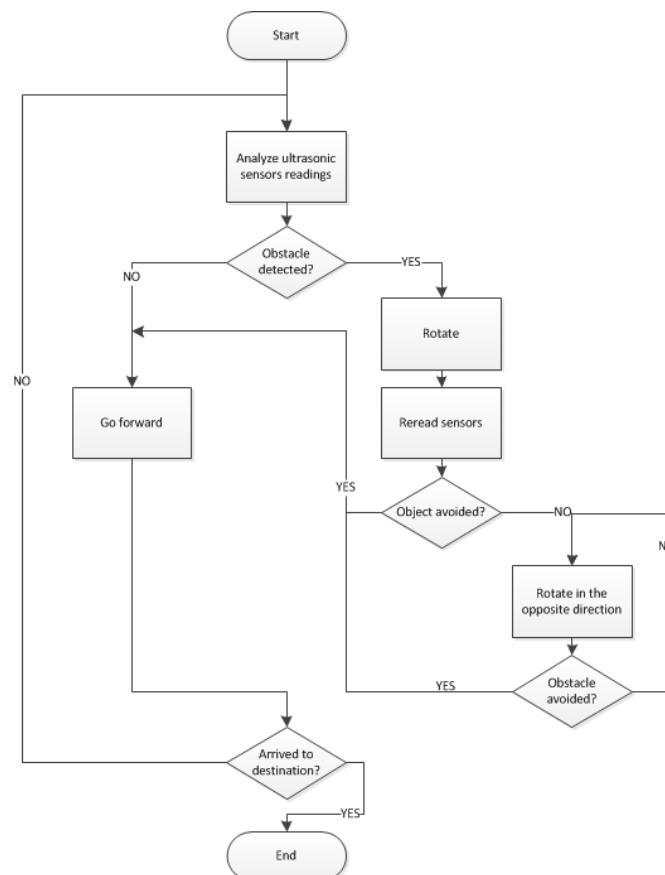 Start
Analyze ultrasonic
sensors readings
Obstacle
detected?
NO
YES
Rotate
NO
Go forward
Reread sensors
YES
Object avoided?
NO
N
Rotate in the
opposite direction
YES
Obstacle
avoided?
Arrived to
destination?
YES
End